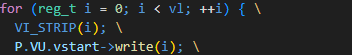 for (reg_t i = 0; i < vl; ++i) { \
VI_STRIP(i); \
P.VU.vstart->write(i); \